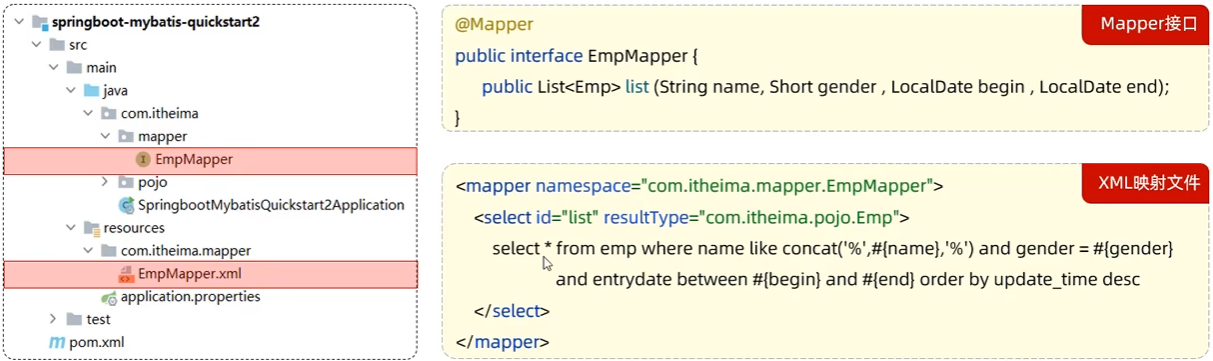 springboot-mybatis-quickstart2
src
main
java
com.itheima
mapper
I EmpMapper
pojo
SpringbootMybatisQuickstart2Application
resources
com.itheima.mapper
EmpMapper.xml
application.properties
test
m pom.xml
Mapper接口
@Mapper
public interface EmpMapper {
public List<Emp> list (String name, Short gender , LocalDate begin , LocalDate end);
}
XML映射文件
<mapper namespace="com.itheima.mapper.EmpMapper">
<select id="list" resultType="com.itheima.pojo.Emp">
select * from emp where name like concat('%',#{name},'%') and gender = #{gender}
and entrydate between #{begin} and #{end} order by update_time desc
</select>
</mapper>